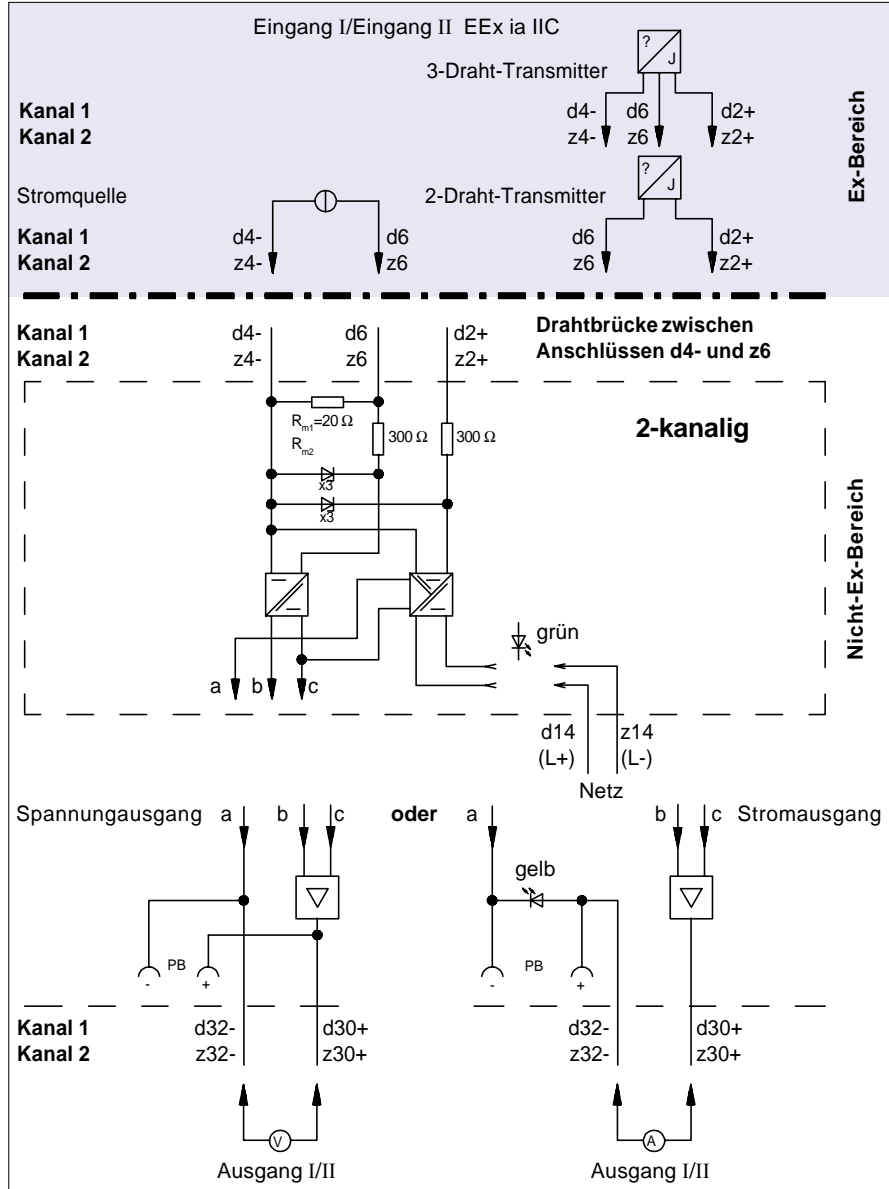 Eingang I/Eingang II EEx ia IIC
?
J
3-Draht-Transmitter
Kanal 1 d4- d6 d2+
Kanal 2 z4- z6 z2+
Ex-Bereich
?
J
Stromquelle 2-Draht-Transmitter
Kanal 1 d4- d6 d6 d2+
Kanal 2 z4- z6 z6 z2+
Kanal 1 d4- d6 d2+ Drahtbrücke zwischen
Kanal 2 z4- z6 z2+ Anschlüssen d4- und z6
Rm1=20 Ω
Rm2
300 Ω 300 Ω
2-kanalig
x3
x3
Nicht-Ex-Bereich
grün
a b c
d14 z14
(L+) (L-)
Netz
Spannungausgang a b c oder a b c Stromausgang
gelb
PB PB
- + - +
Kanal 1 d32- d30+ d32- d30+
Kanal 2 z32- z30+ z32- z30+
V A
Ausgang I/II Ausgang I/II